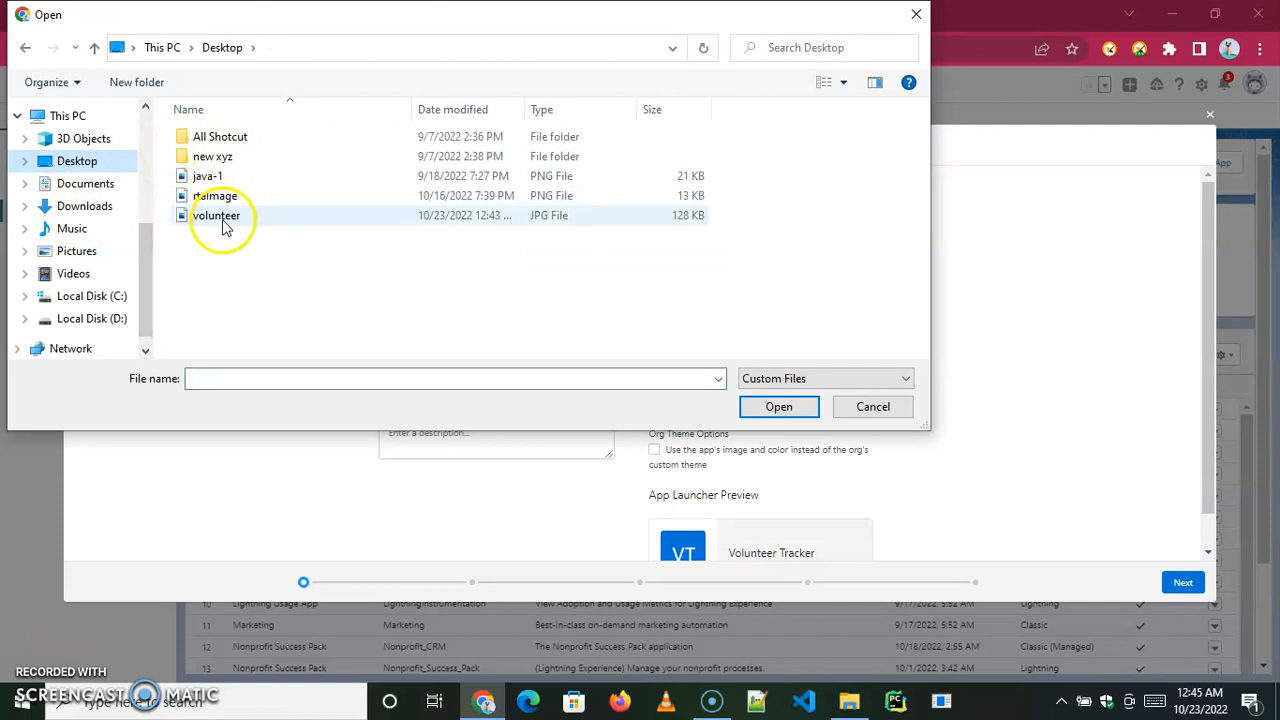 Open
This PC
Desktop
Search Desktop
Organize
New folder
Name
Date modified
Type
Size
This PC
3D Objects
Desktop
Documents
Downloads
Music
Pictures
Videos
Local Disk (C:)
Local Disk (D:)
Network
All Shotcut 9/7/2022 2:36 PM File folder
new xyz 9/7/2022 2:38 PM File folder
java-1 9/18/2022 7:27 PM PNG File 21 KB
rtaImage 10/16/2022 7:39 PM PNG File 13 KB
volunteer 10/23/2022 12:43 ... JPG File 128 KB
File name:
Custom Files
Open
Cancel
3
App
Enter a description...
Org Theme Options
Use the app's image and color instead of the org's
custom theme
App Launcher Preview
VT
Volunteer Tracker
Next
10 Lightning Usage App LightningInstrumentation View Adoption and Usage Metrics for Lightning Experience 9/17/2022, 5:52 AM Lightning
11 Marketing Marketing Best-in-class on-demand marketing automation 9/17/2022, 5:52 AM Classic
12 Nonprofit Success Pack Nonprofit_CRM The Nonprofit Success Pack application 10/18/2022, 2:55 AM Classic (Managed)
13 Nonprofit Success Pack Nonprofit_Success_Pack (Lightning Experience) Manage your nonprofit processes. 10/1/2022, 3:42 AM Lightning
RECORDED WITH
SCREENCAST MATIC
Type here to search
12:45 AM
10/23/2022
1